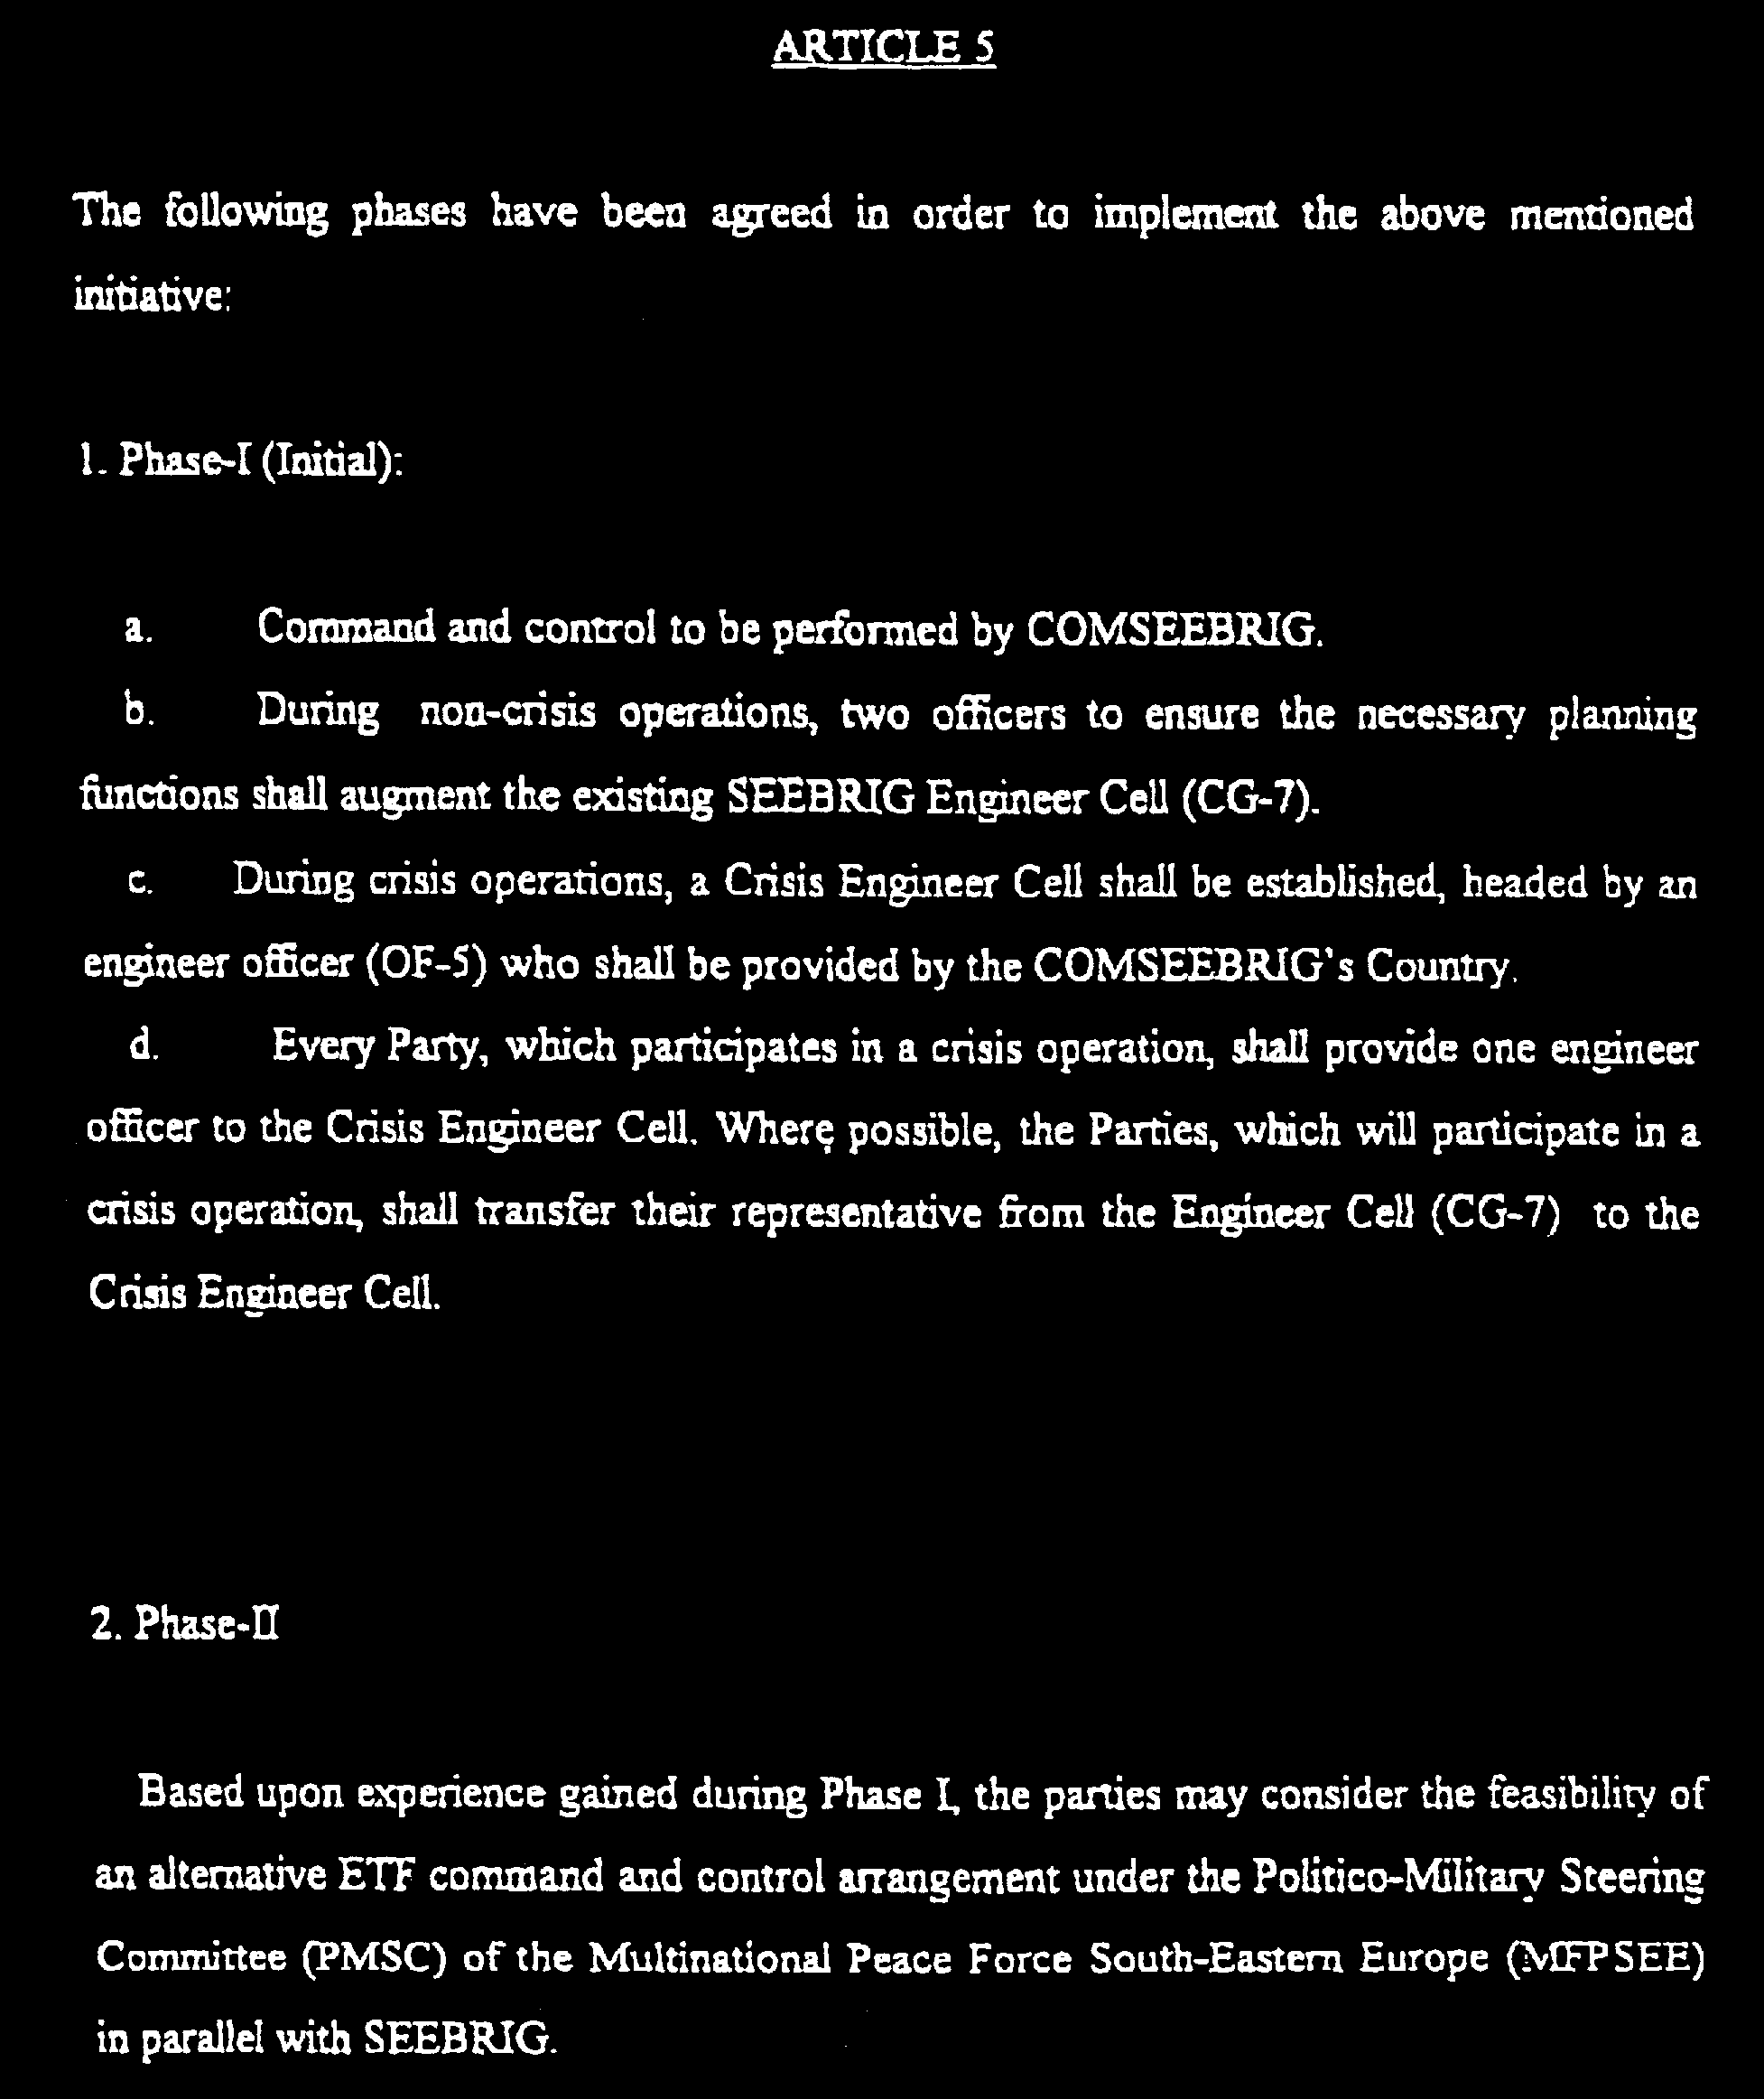 ARTICLE 5
The following phases have been agreed in order to implement the above mentioned
initiative:
1. Phase-I (Initial):
a. Command and control to be performed by COMSEEBRIG.
b. During non-crisis operations, two officers to ensure the necessary planning
functions shall augment the existing SEEBRIG Engineer Cell (CG-7).
c. During crisis operations, a Crisis Engineer Cell shall be established, headed by an
engineer officer (OF-5) who shall be provided by the COMSEEBRIG's Country.
d. Every Party, which participates in a crisis operation, shall provide one engineer
officer to the Crisis Engineer Cell. Where possible, the Parties, which will participate in a
crisis operation, shall transfer their representative from the Engineer Cell (CG-7) to the
Crisis Engineer Cell.
2. Phase-II
Based upon experience gained during Phase I, the parties may consider the feasibility of
an alternative ETF command and control arrangement under the Politico-Military Steering
Committee (PMSC) of the Multinational Peace Force South-Eastern Europe (MFPSEE)
in parallel with SEEBRIG.